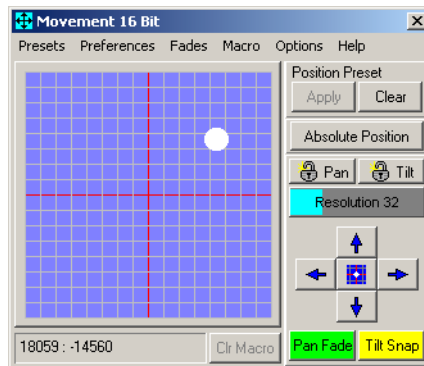 Movement 16 Bit
Presets Preferences Fades Macro Options Help
Position Preset
Apply Clear
Absolute Position
Pan Tilt
Resolution 32
18059 : -14560 Clr Macro
Pan Fade Tilt Snap